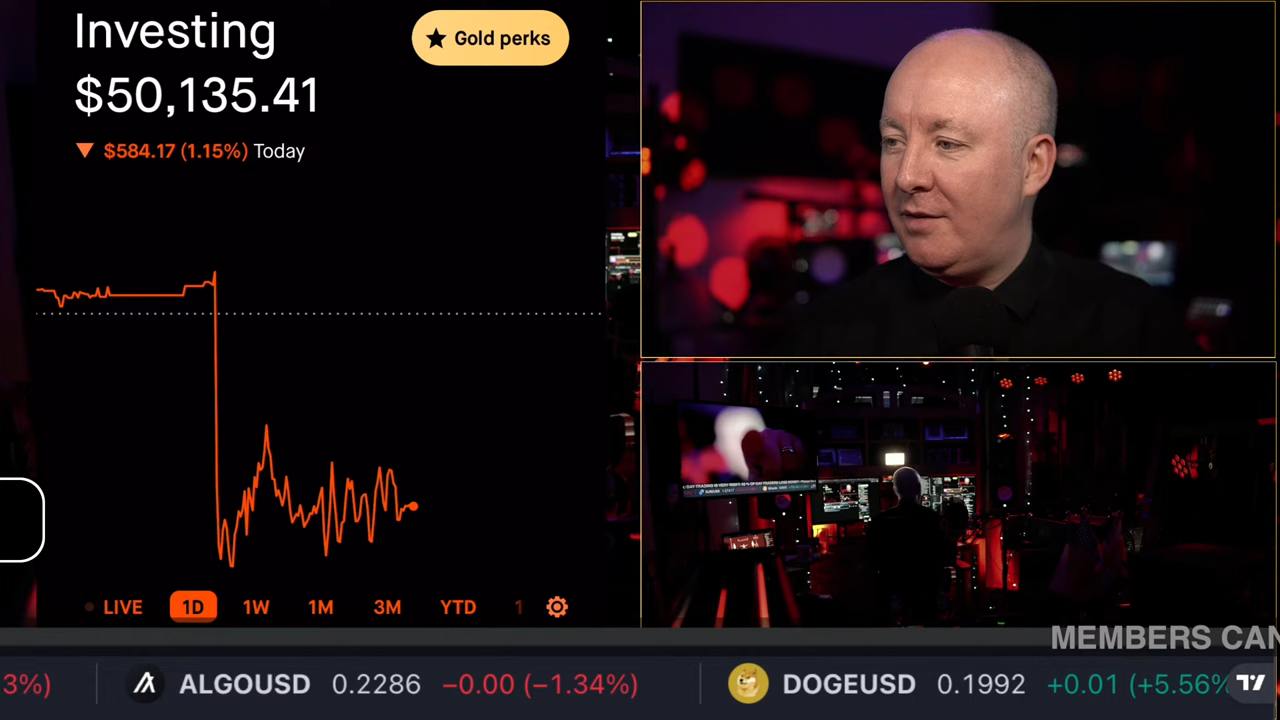 Investing
Gold perks
$50,135.41
$584.17 (1.15%) Today
LIVE 1D 1W 1M 3M YTD 1
MEMBERS CAN
3%) ALGOUSD 0.2286 −0.00 (−1.34%) DOGEUSD 0.1992 +0.01 (+5.56%